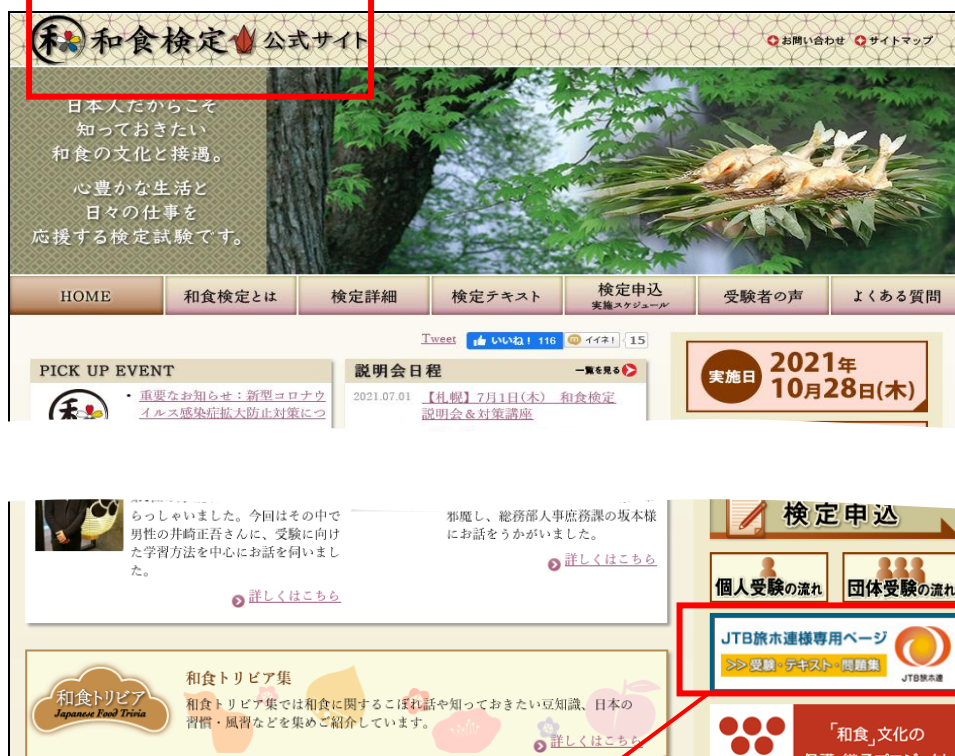 和食検定 公式サイト
お問い合わせ サイトマップ
日本人だからこそ
知っておきたい
和食の文化と接遇。
心豊かな生活と
日々の仕事を
応援する検定試験です。
HOME
和食検定とは
検定詳細
検定テキスト
検定申込
実施スケジュール
受験者の声
よくある質問
Tweet いいね! 116 イイネ! 15
PICK UP EVENT
・重要なお知らせ：新型コロナウ
イルス感染症拡大防止対策につ
説明会日程
一覧を見る
2021.07.01 【札幌】7月1日(木) 和食検定
説明会＆対策講座
実施日
2021年
10月28日(木)
らっしゃいました。今回はその中で
男性の井崎正吾さんに、受験に向け
た学習方法を中心にお話を伺いまし
た。
詳しくはこちら
邪魔し、総務部人事庶務課の坂本様
にお話をうかがいました。
詳しくはこちら
検定申込
個人受験の流れ
団体受験の流れ
JTB旅ホ連様専用ページ
>> 受験・テキスト・問題集
JTB旅ホ連
和食トリビア
Japanese Food Trivia
和食トリビア集
和食トリビア集では和食に関するこぼれ話や知っておきたい豆知識、日本の
習慣・風習などを集めご紹介しています。
詳しくはこちら
「和食」文化の